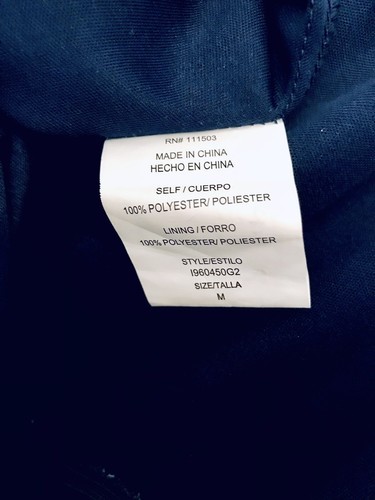 RN# 111503
MADE IN CHINA
HECHO EN CHINA
SELF / CUERPO
100% POLYESTER/ POLIESTER
LINING / FORRO
100% POLYESTER/ POLIESTER
STYLE/ESTILO
I960450G2
SIZE/TALLA
M